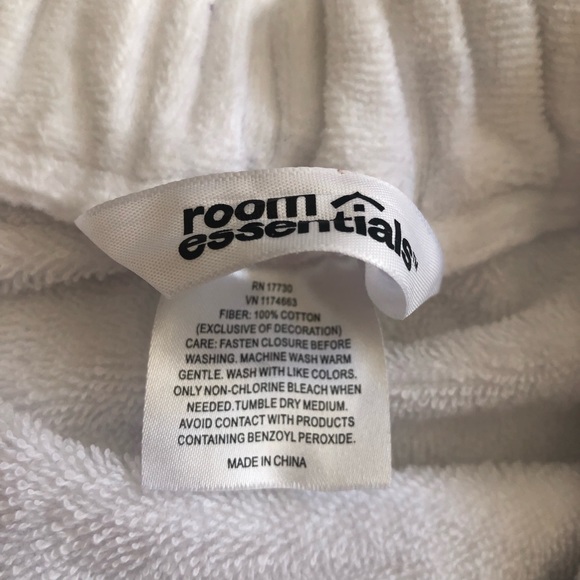 room
essentials™
RN 17730
VN 1174663
FIBER: 100% COTTON
(EXCLUSIVE OF DECORATION)
CARE: FASTEN CLOSURE BEFORE
WASHING. MACHINE WASH WARM
GENTLE. WASH WITH LIKE COLORS.
ONLY NON-CHLORINE BLEACH WHEN
NEEDED.TUMBLE DRY MEDIUM.
AVOID CONTACT WITH PRODUCTS
CONTAINING BENZOYL PEROXIDE.
MADE IN CHINA